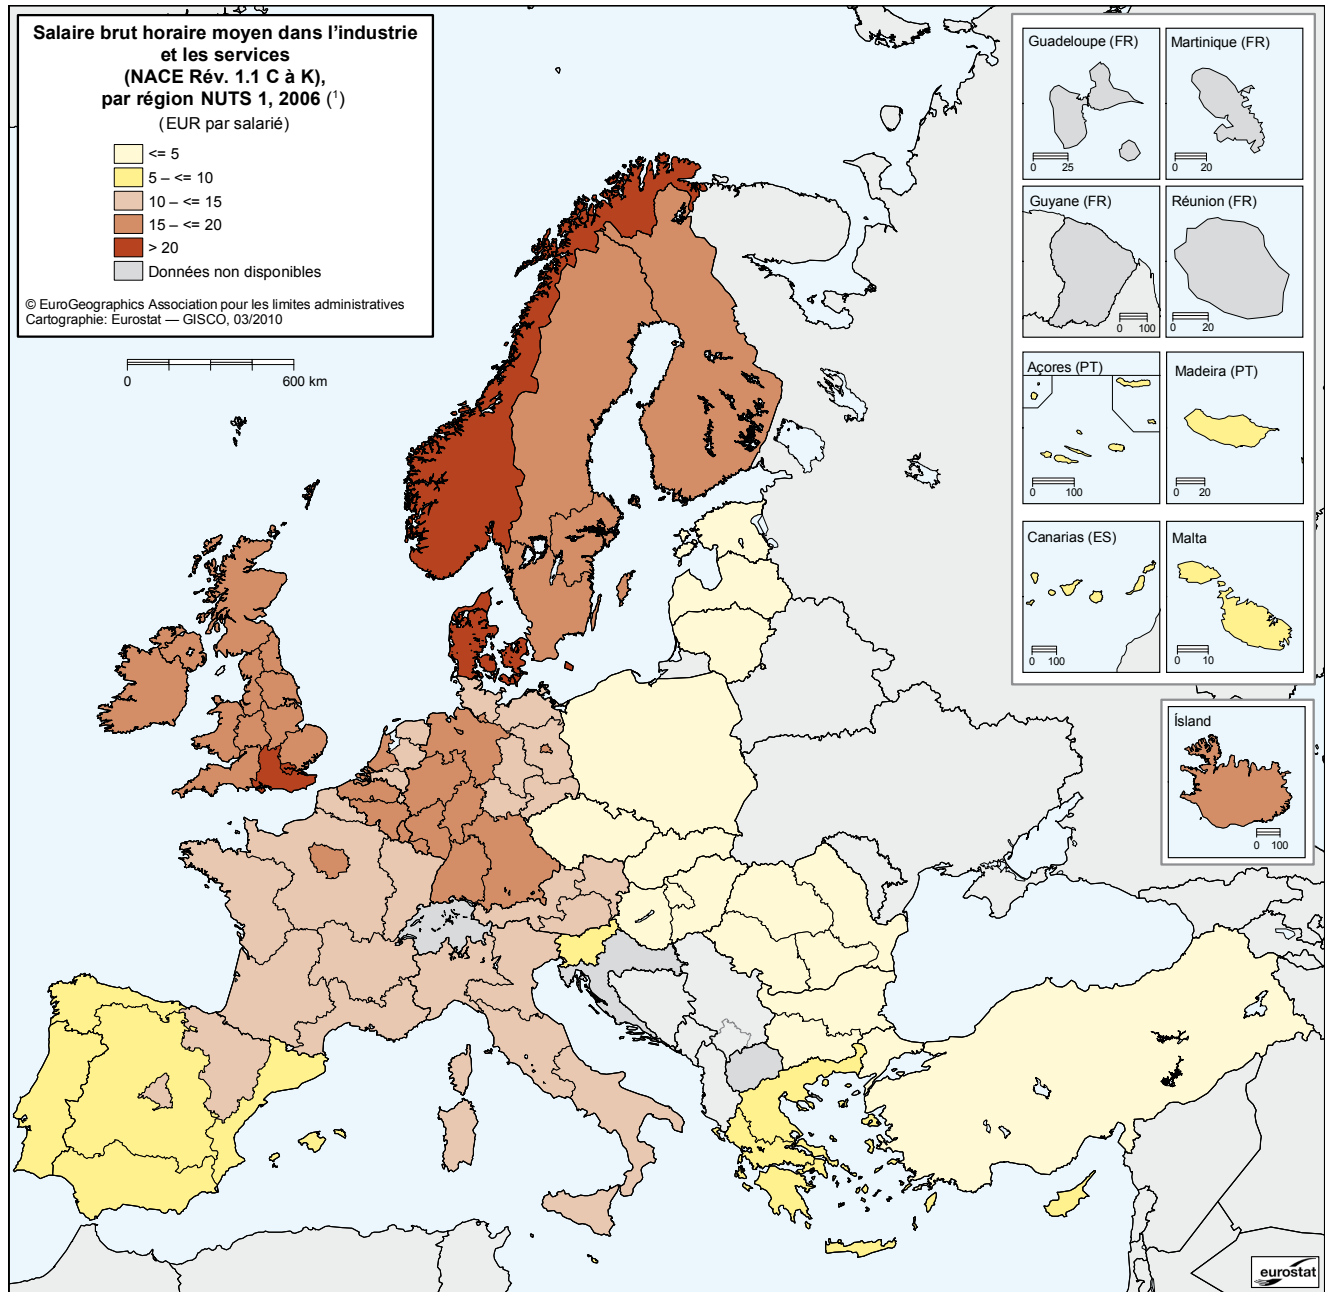 Salaire brut horaire moyen dans l'industrie
et les services
(NACE Rév. 1.1 C à K),
par région NUTS 1, 2006 (¹)
(EUR par salarié)
<= 5
5 – <= 10
10 – <= 15
15 – <= 20
> 20
Données non disponibles
© EuroGeographics Association pour les limites administratives
Cartographie: Eurostat — GISCO, 03/2010
0 600 km
Guadeloupe (FR)
0 25
Martinique (FR)
0 20
Guyane (FR)
0 100
Réunion (FR)
0 20
Açores (PT)
0 100
Madeira (PT)
0 20
Canarias (ES)
0 100
Malta
0 10
Ísland
0 100
eurostat